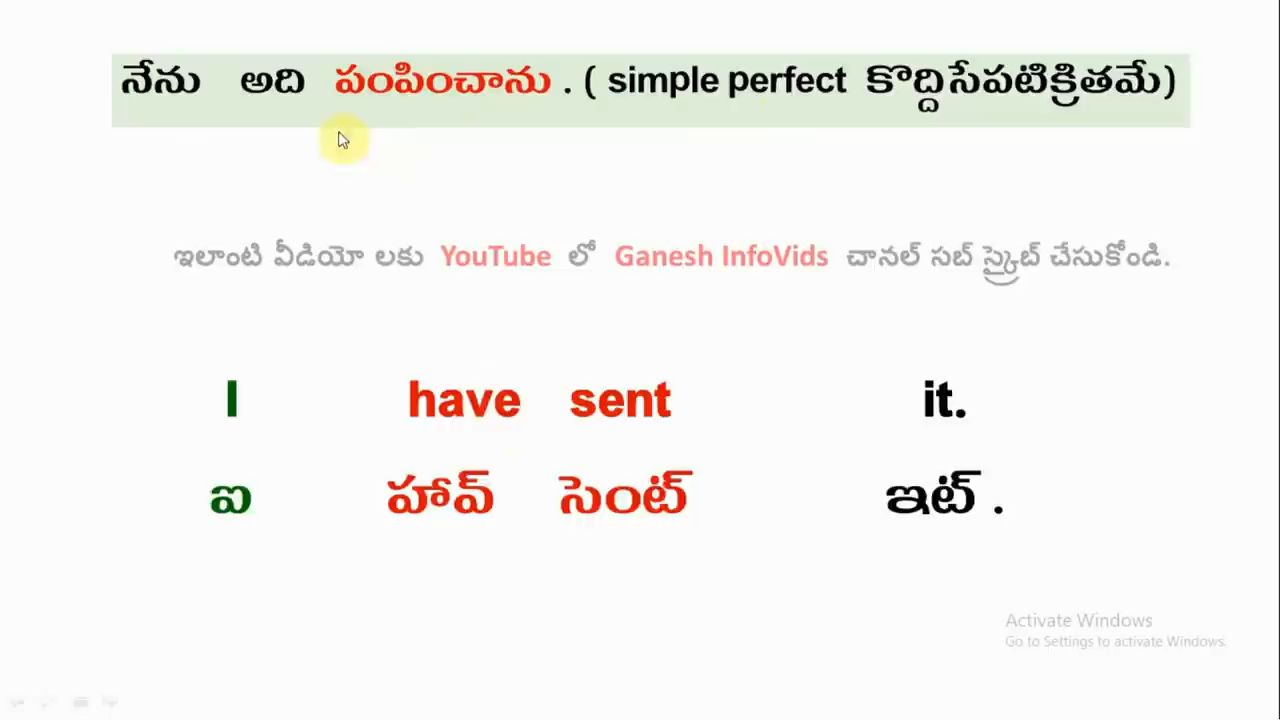 నేను అది పంపించాను . ( simple perfect కొద్దిసేపటిక్రితమే)
ఇలాంటి వీడియో లకు YouTube లో Ganesh InfoVids చానల్ సబ్ స్క్రైబ్ చేసుకోండి.
I have sent it.
ఐ హావ్ సెంట్ ఇట్ .
Activate Windows
Go to Settings to activate Windows.